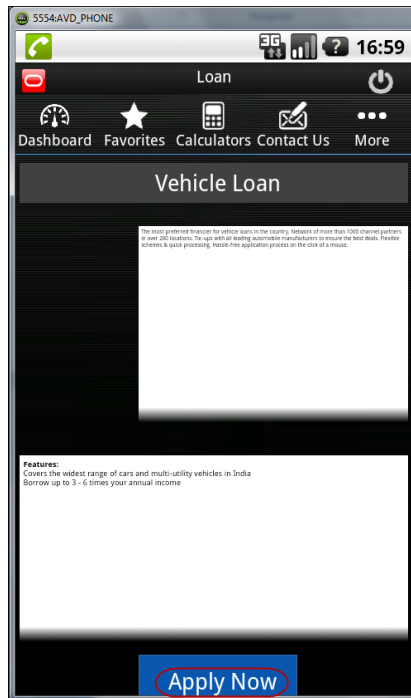 5554:AVD_PHONE
3G
16:59
Loan
Dashboard Favorites Calculators Contact Us More
Vehicle Loan
The most preferred financier for vehicle loans in the country. Network of more than 1000 channel partners
in over 280 locations. Tie-ups with all leading automobile manufacturers to ensure the best deals. Flexible
schemes & quick processing. Hassle-free application process on the click of a mouse.
Features:
Covers the widest range of cars and multi-utility vehicles in India
Borrow up to 3 - 6 times your annual income
Apply Now